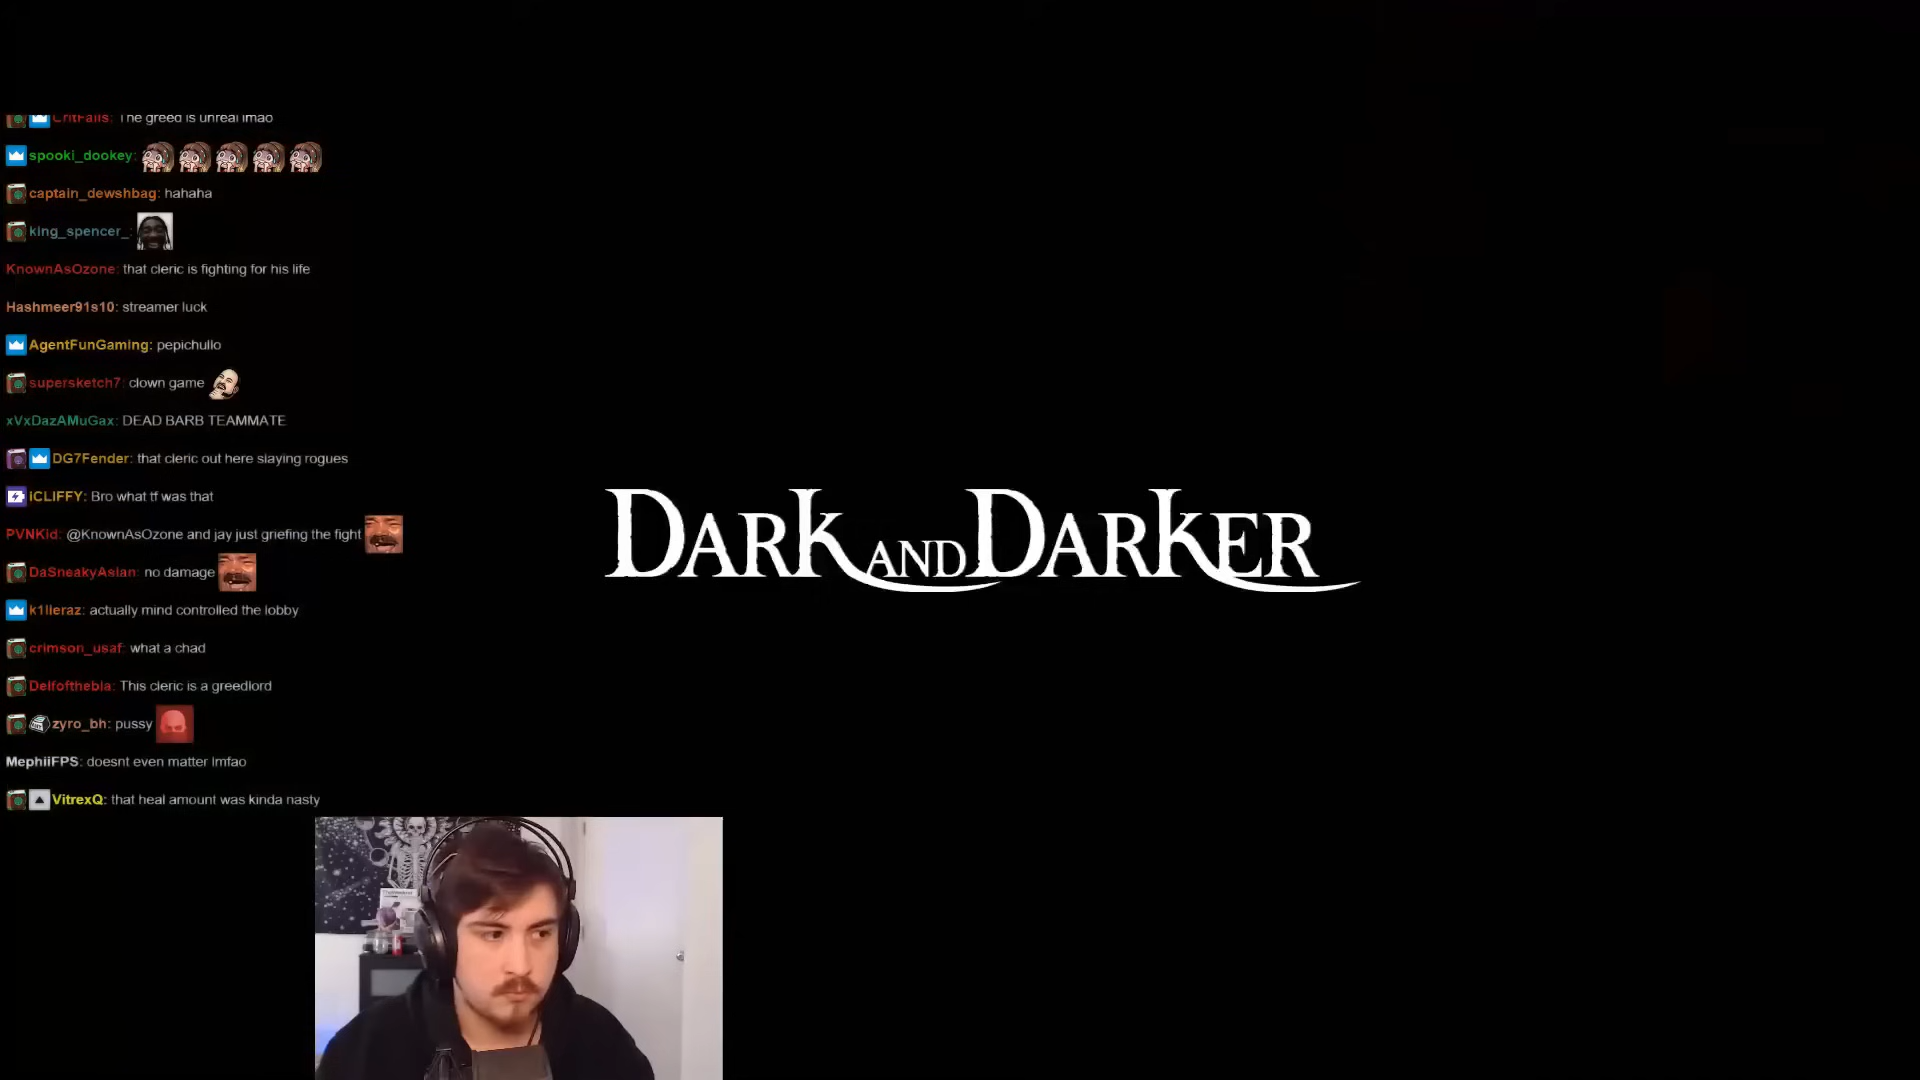 CritFails: The greed is unreal lmao
spooki_dookey:
captain_dewshbag: hahaha
king_spencer_:
KnownAsOzone: that cleric is fighting for his life
Hashmeer91s10: streamer luck
AgentFunGaming: pepichullo
supersketch7: clown game
xVxDazAMuGax: DEAD BARB TEAMMATE
DG7Fender: that cleric out here slaying rogues
iCLIFFY: Bro what tf was that
PVNKId: @KnownAsOzone and jay just griefing the fight
DaSneakyAsian: no damage
k1lleraz: actually mind controlled the lobby
crimson_usaf: what a chad
Delfofthebla: This cleric is a greedlord
zyro_bh: pussy
MephiiFPS: doesnt even matter lmfao
VitrexQ: that heal amount was kinda nasty
DARK AND DARKER